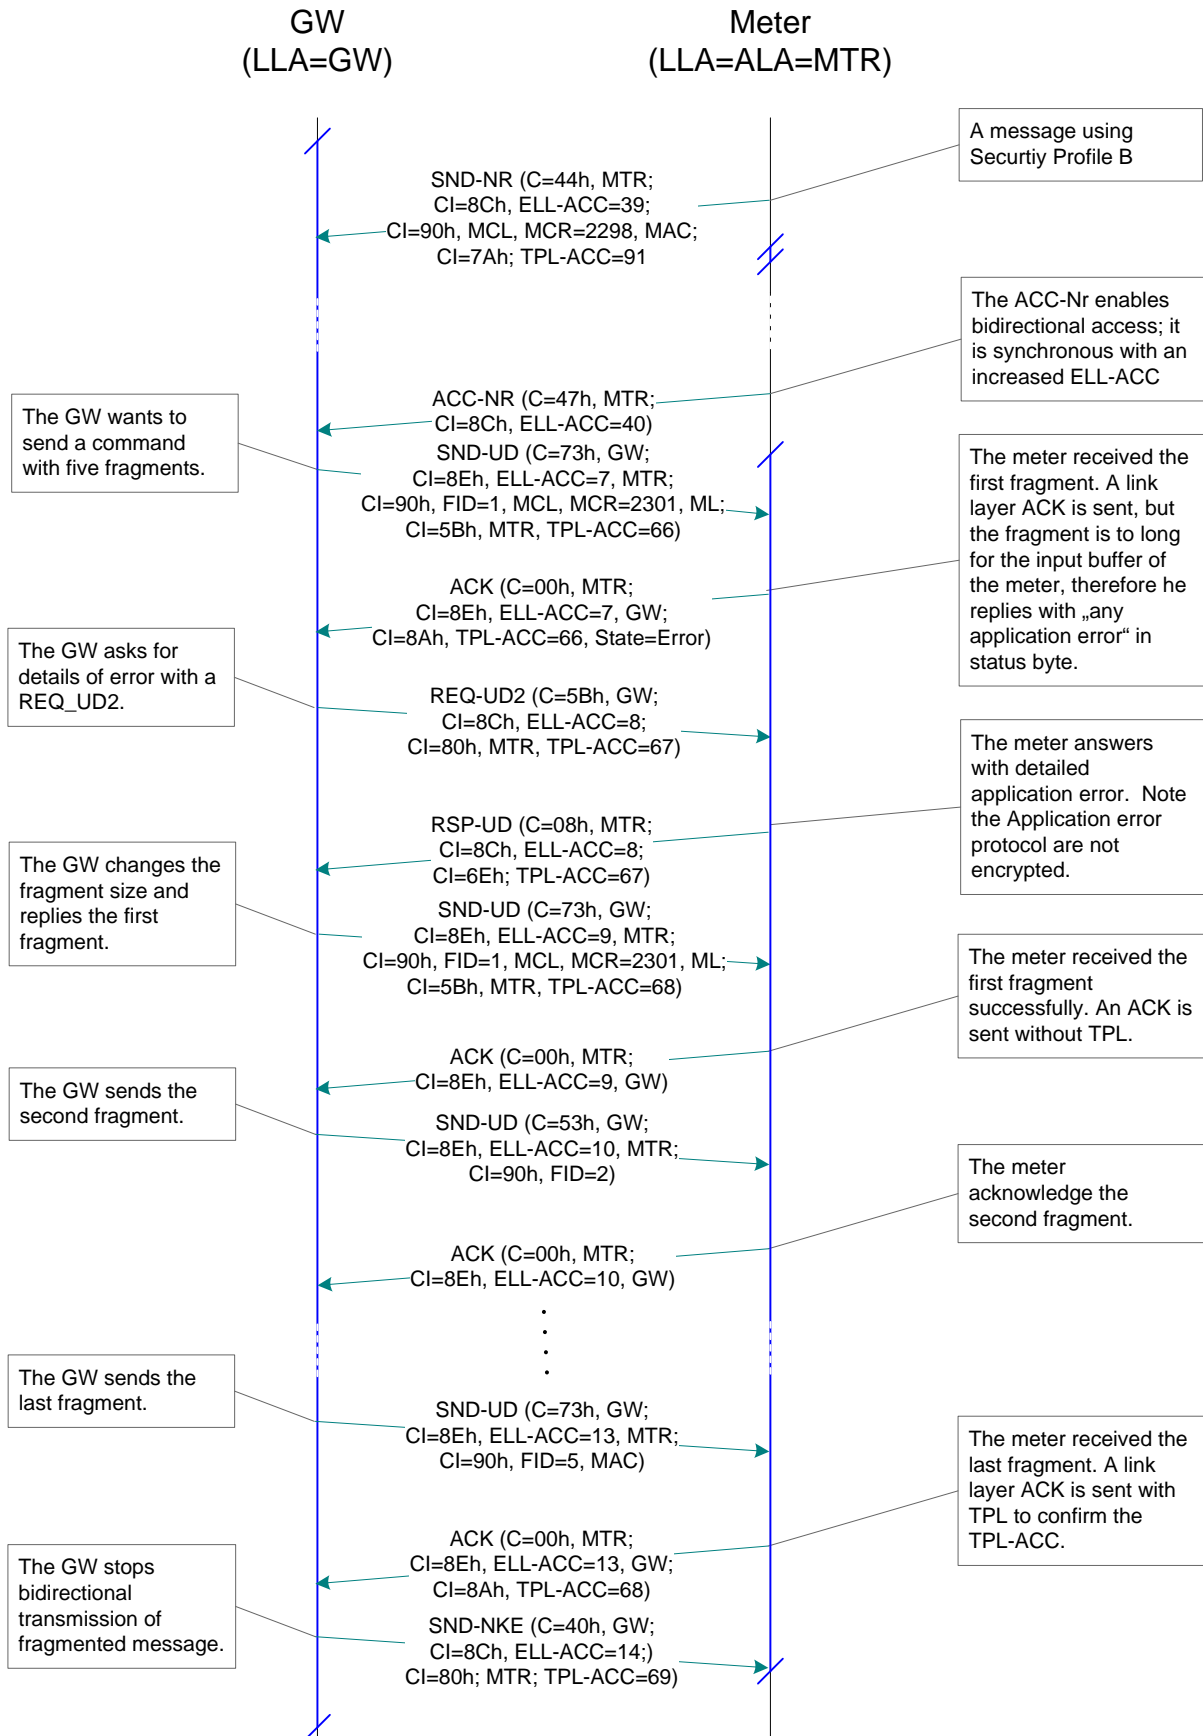 GW
(LLA=GW)
Meter
(LLA=ALA=MTR)
A message using
Securtiy Profile B
SND-NR (C=44h, MTR;
CI=8Ch, ELL-ACC=39;
CI=90h, MCL, MCR=2298, MAC;
CI=7Ah; TPL-ACC=91
The ACC-Nr enables
bidirectional access; it
is synchronous with an
increased ELL-ACC
ACC-NR (C=47h, MTR;
CI=8Ch, ELL-ACC=40)
The GW wants to
send a command
with five fragments.
SND-UD (C=73h, GW;
CI=8Eh, ELL-ACC=7, MTR;
CI=90h, FID=1, MCL, MCR=2301, ML;
CI=5Bh, MTR, TPL-ACC=66)
The meter received the
first fragment. A link
layer ACK is sent, but
the fragment is to long
for the input buffer of
the meter, therefore he
replies with „any
application error“ in
status byte.
ACK (C=00h, MTR;
CI=8Eh, ELL-ACC=7, GW;
CI=8Ah, TPL-ACC=66, State=Error)
The GW asks for
details of error with a
REQ_UD2.
REQ-UD2 (C=5Bh, GW;
CI=8Ch, ELL-ACC=8;
CI=80h, MTR, TPL-ACC=67)
The meter answers
with detailed
application error.  Note
the Application error
protocol are not
encrypted.
RSP-UD (C=08h, MTR;
CI=8Ch, ELL-ACC=8;
CI=6Eh; TPL-ACC=67)
The GW changes the
fragment size and
replies the first
fragment.
SND-UD (C=73h, GW;
CI=8Eh, ELL-ACC=9, MTR;
CI=90h, FID=1, MCL, MCR=2301, ML;
CI=5Bh, MTR, TPL-ACC=68)
The meter received the
first fragment
successfully. An ACK is
sent without TPL.
ACK (C=00h, MTR;
CI=8Eh, ELL-ACC=9, GW)
The GW sends the
second fragment.
SND-UD (C=53h, GW;
CI=8Eh, ELL-ACC=10, MTR;
CI=90h, FID=2)
The meter
acknowledge the
second fragment.
ACK (C=00h, MTR;
CI=8Eh, ELL-ACC=10, GW)
The GW sends the
last fragment.
SND-UD (C=73h, GW;
CI=8Eh, ELL-ACC=13, MTR;
CI=90h, FID=5, MAC)
The meter received the
last fragment. A link
layer ACK is sent with
TPL to confirm the
TPL-ACC.
ACK (C=00h, MTR;
CI=8Eh, ELL-ACC=13, GW;
CI=8Ah, TPL-ACC=68)
The GW stops
bidirectional
transmission of
fragmented message.
SND-NKE (C=40h, GW;
CI=8Ch, ELL-ACC=14;)
CI=80h; MTR; TPL-ACC=69)